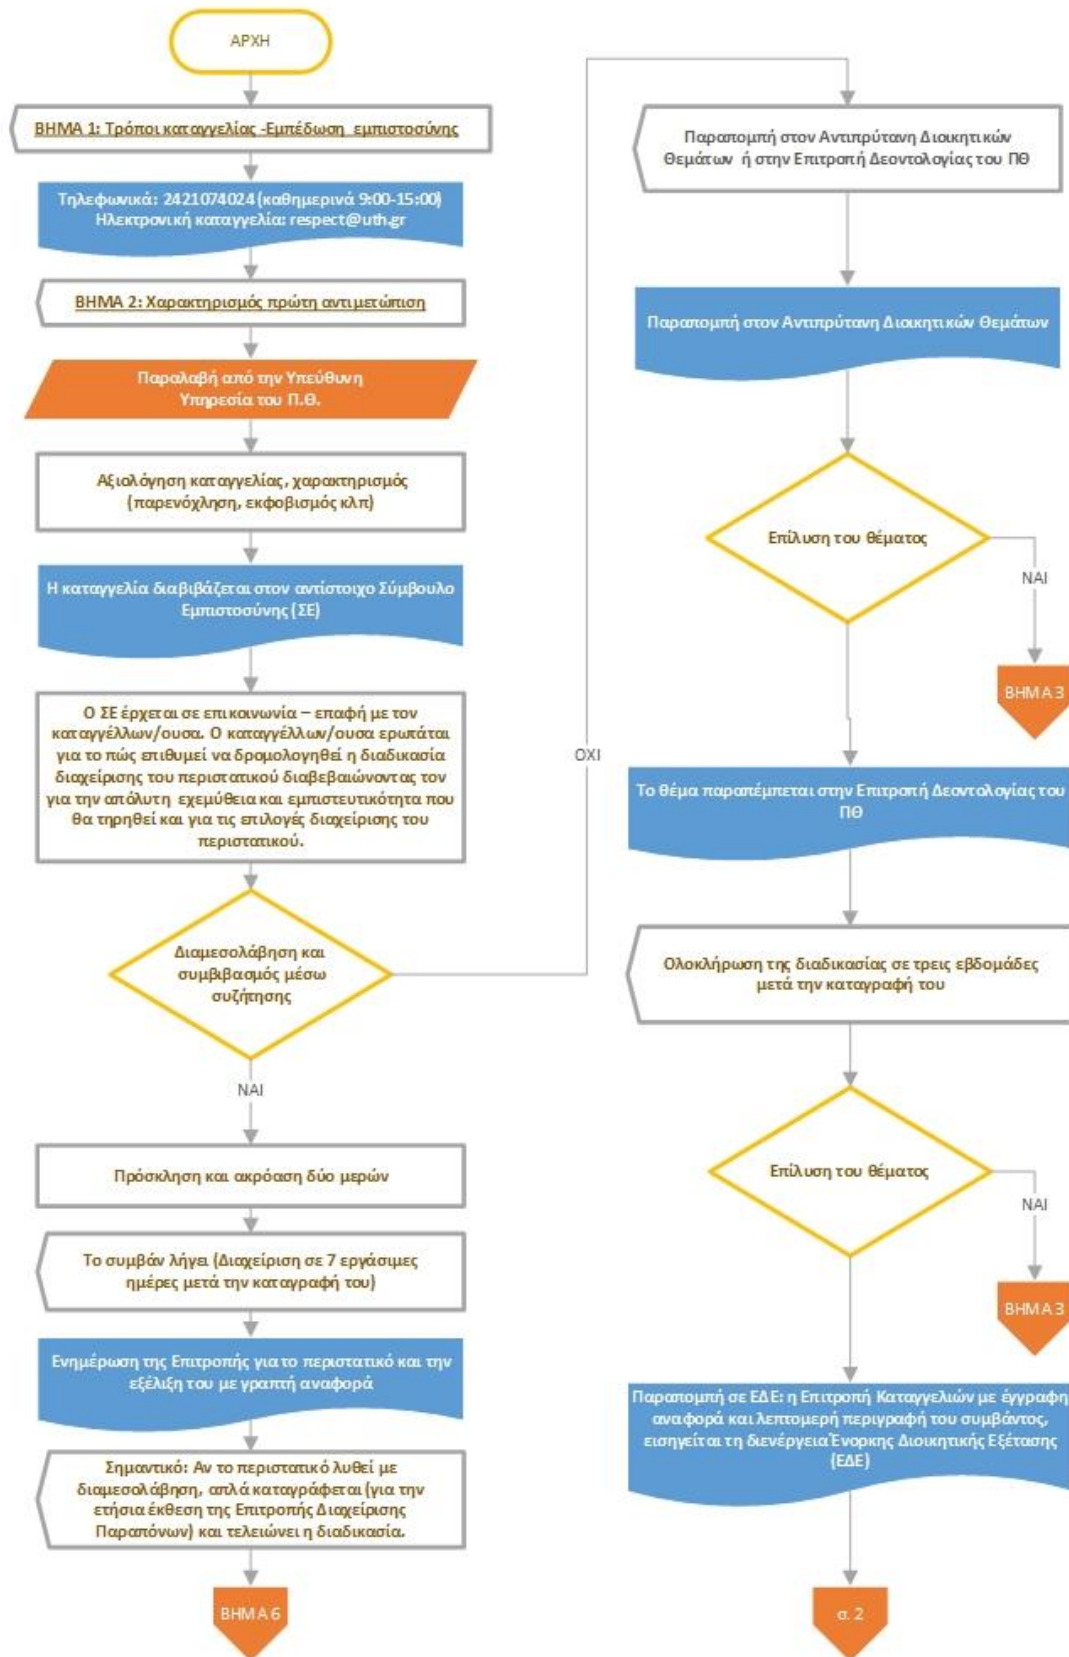 ΑΡΧΗ
ΒΗΜΑ 1: Τρόποι καταγγελίας -Εμπέδωση εμπιστοσύνης
Τηλεφωνικά: 2421074024 (καθημερινά 9:00-15:00)
Ηλεκτρονική καταγγελία: respect@uth.gr
ΒΗΜΑ 2: Χαρακτηρισμός πρώτη αντιμετώπιση
Παραλαβή από την Υπεύθυνη
Υπηρεσία του Π.Θ.
Αξιολόγηση καταγγελίας, χαρακτηρισμός
(παρενόχληση, εκφοβισμός κλπ)
Η καταγγελία διαβιβάζεται στον αντίστοιχο Σύμβουλο
Εμπιστοσύνης (ΣΕ)
Ο ΣΕ έρχεται σε επικοινωνία – επαφή με τον
καταγγέλλων/ουσα. Ο καταγγέλλων/ουσα ερωτάται
για το πώς επιθυμεί να δρομολογηθεί η διαδικασία
διαχείρισης του περιστατικού διαβεβαιώνοντας τον
για την απόλυτη εχεμύθεια και εμπιστευτικότητα που
θα τηρηθεί και για τις επιλογές διαχείρισης του
περιστατικού.
Διαμεσολάβηση και
συμβιβασμός μέσω
συζήτησης
ΝΑΙ
Πρόσκληση και ακρόαση δύο μερών
Το συμβάν λήγει (Διαχείριση σε 7 εργάσιμες
ημέρες μετά την καταγραφή του)
Ενημέρωση της Επιτροπής για το περιστατικό και την
εξέλιξη του με γραπτή αναφορά
Σημαντικό: Αν το περιστατικό λυθεί με
διαμεσολάβηση, απλά καταγράφεται (για την
ετήσια έκθεση της Επιτροπής Διαχείρισης
Παραπόνων) και τελειώνει η διαδικασία.
ΒΗΜΑ 6
ΟΧΙ
Παραπομπή στον Αντιπρύτανη Διοικητικών
Θεμάτων ή στην Επιτροπή Δεοντολογίας του ΠΘ
Παραπομπή στον Αντιπρύτανη Διοικητικών Θεμάτων
Επίλυση του θέματος
ΝΑΙ
ΒΗΜΑ 3
Το θέμα παραπέμπεται στην Επιτροπή Δεοντολογίας του
ΠΘ
Ολοκλήρωση της διαδικασίας σε τρεις εβδομάδες
μετά την καταγραφή του
Επίλυση του θέματος
ΝΑΙ
ΒΗΜΑ 3
Παραπομπή σε ΕΔΕ: η Επιτροπή Καταγγελιών με έγγραφη
αναφορά και λεπτομερή περιγραφή του συμβάντος,
εισηγείται τη διενέργεια Ένορκης Διοικητικής Εξέτασης
(ΕΔΕ)
σ. 2